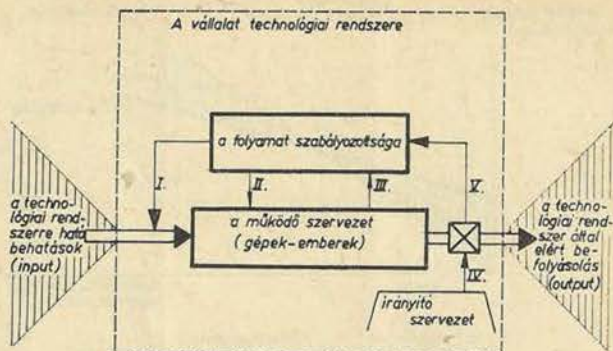 A vállalat technológiai rendszere
a folyamat szabályozottsága
I.
II.
III.
V.
a techno-
lógiai rend-
szerre ható
behatások
(input)
a működő szervezet
(gépek-emberek)
a techno-
lógiai rend-
szer által
elért be-
folyásolás
(output)
IV.
irányító
szervezet